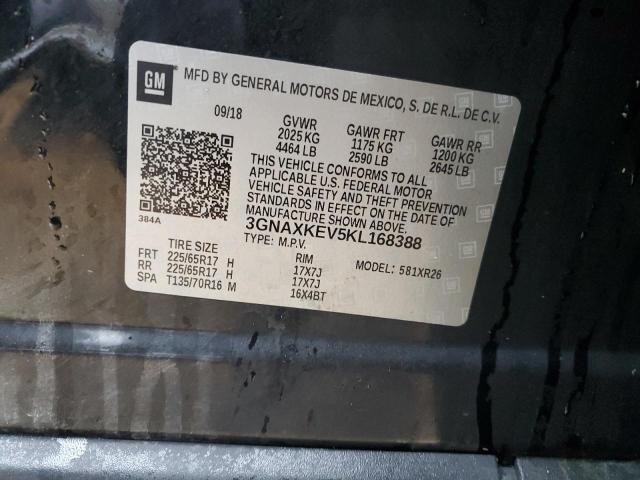 GM
MFD BY GENERAL MOTORS DE MEXICO, S. DE R.L. DE C.V.
09/18 GVWR GAWR FRT GAWR RR
2025 KG 1175 KG 1200 KG
4464 LB 2590 LB 2645 LB
THIS VEHICLE CONFORMS TO ALL
APPLICABLE U.S. FEDERAL MOTOR
VEHICLE SAFETY AND THEFT PREVENTION
STANDARDS IN EFFECT ON THE DATE OF
MANUFACTURE SHOWN ABOVE.
384A
3GNAXKEV5KL168388
TYPE: M.P.V.
TIRE SIZE RIM MODEL: 581XR26
FRT 225/65R17 H 17X7J
RR 225/65R17 H 17X7J
SPA T135/70R16 M 16X4BT